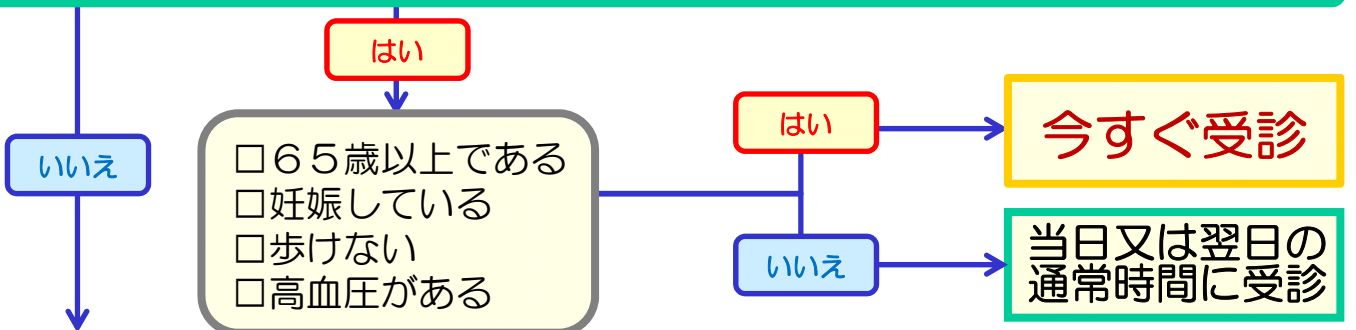 はい
いいえ
□６５歳以上である
□妊娠している
□歩けない
□高血圧がある
はい
今すぐ受診
いいえ
当日又は翌日の
通常時間に受診